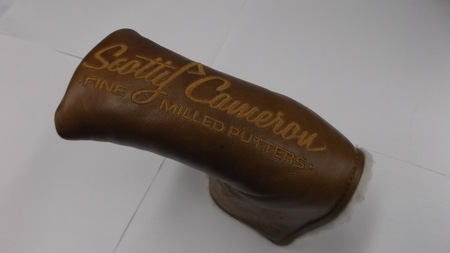 Scotty Cameron
·FINE MILLED PUTTERS·